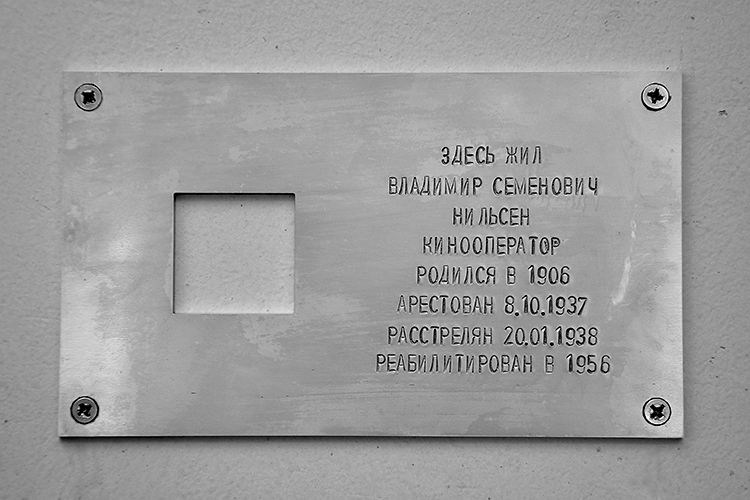 ЗДЕСЬ ЖИЛ
ВЛАДИМИР СЕМЕНОВИЧ
НИЛЬСЕН
КИНООПЕРАТОР
РОДИЛСЯ В 1906
АРЕСТОВАН 8.10.1937
РАССТРЕЛЯН 20.01.1938
РЕАБИЛИТИРОВАН В 1956